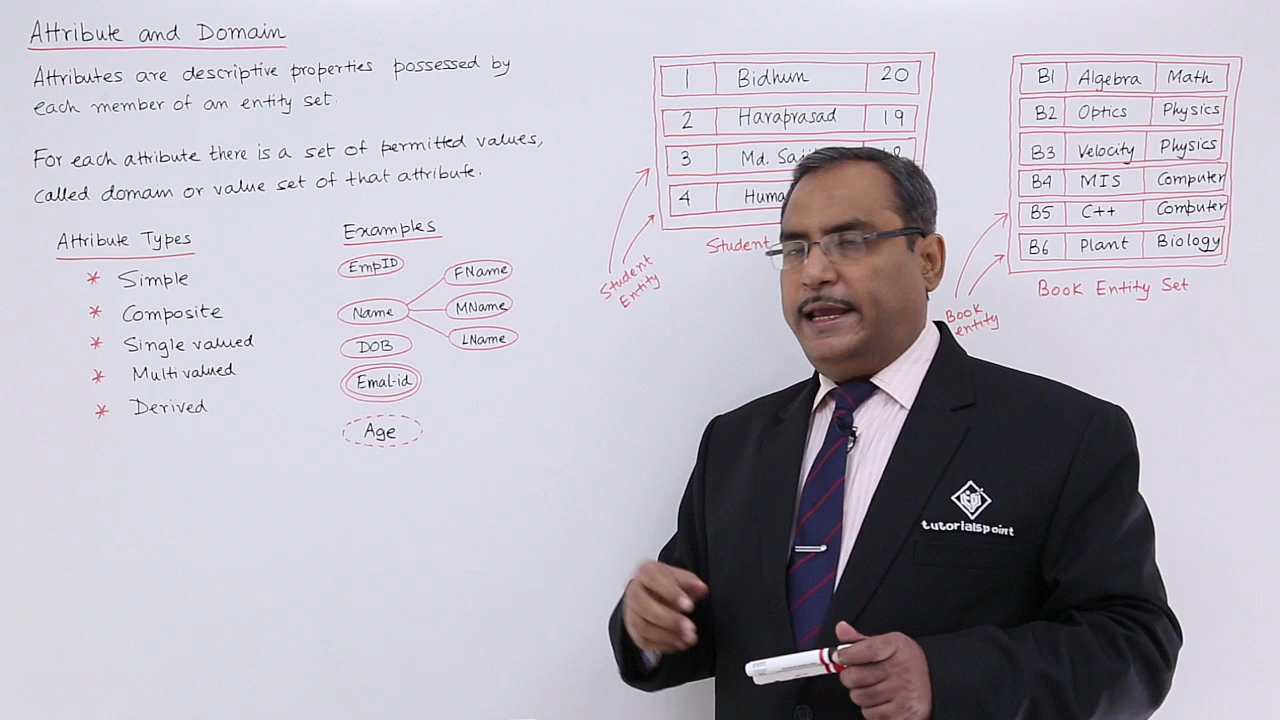 Attribute and Domain
Attributes are descriptive properties possessed by
each member of an entity set.
For each attribute there is a set of permitted values,
called domain or value set of that attribute.
Attribute Types
* Simple
* Composite
* Single valued
* Multivalued
* Derived
Examples
EmpID
Name
FName
MName
LName
DOB
Emal-id
Age
1 Bidhun 20
2 Haraprasad 19
3 Md.
4
Student
Student
Entity
B1 Algebra Math
B2 Optics Physics
B3 Velocity Physics
B4 MIS Computer
B5 C++ Computer
B6 Plant Biology
Book Entity Set
Book
entity
tutorialspoint